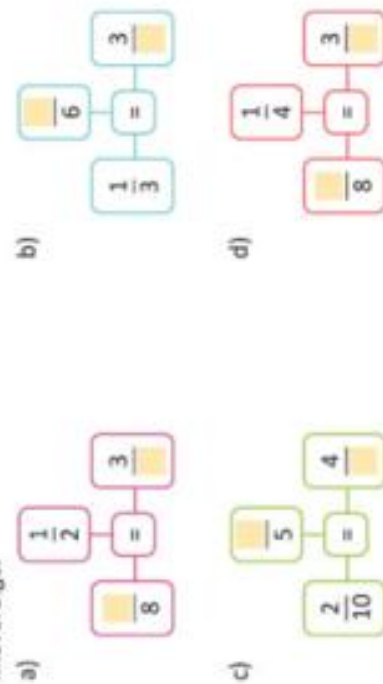 a)
1/2
/8 = 3/
b)
/6
1/3 = 3/
c)
/5
2/10 = 4/
d)
1/4
/8 = 3/